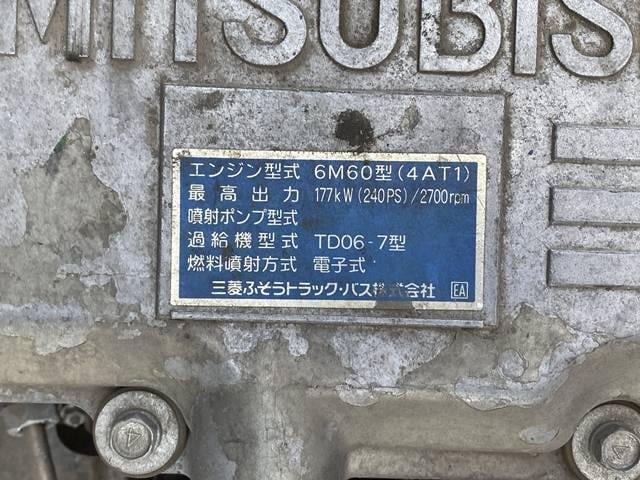 MITSUBIS
エンジン型式 6M60型(4AT1)
最高出力 177kW(240PS)/2700rpm
噴射ポンプ型式
過給機型式 TD06-7型
燃料噴射方式 電子式
三菱ふそうトラック・バス株式会社 EA
4
4